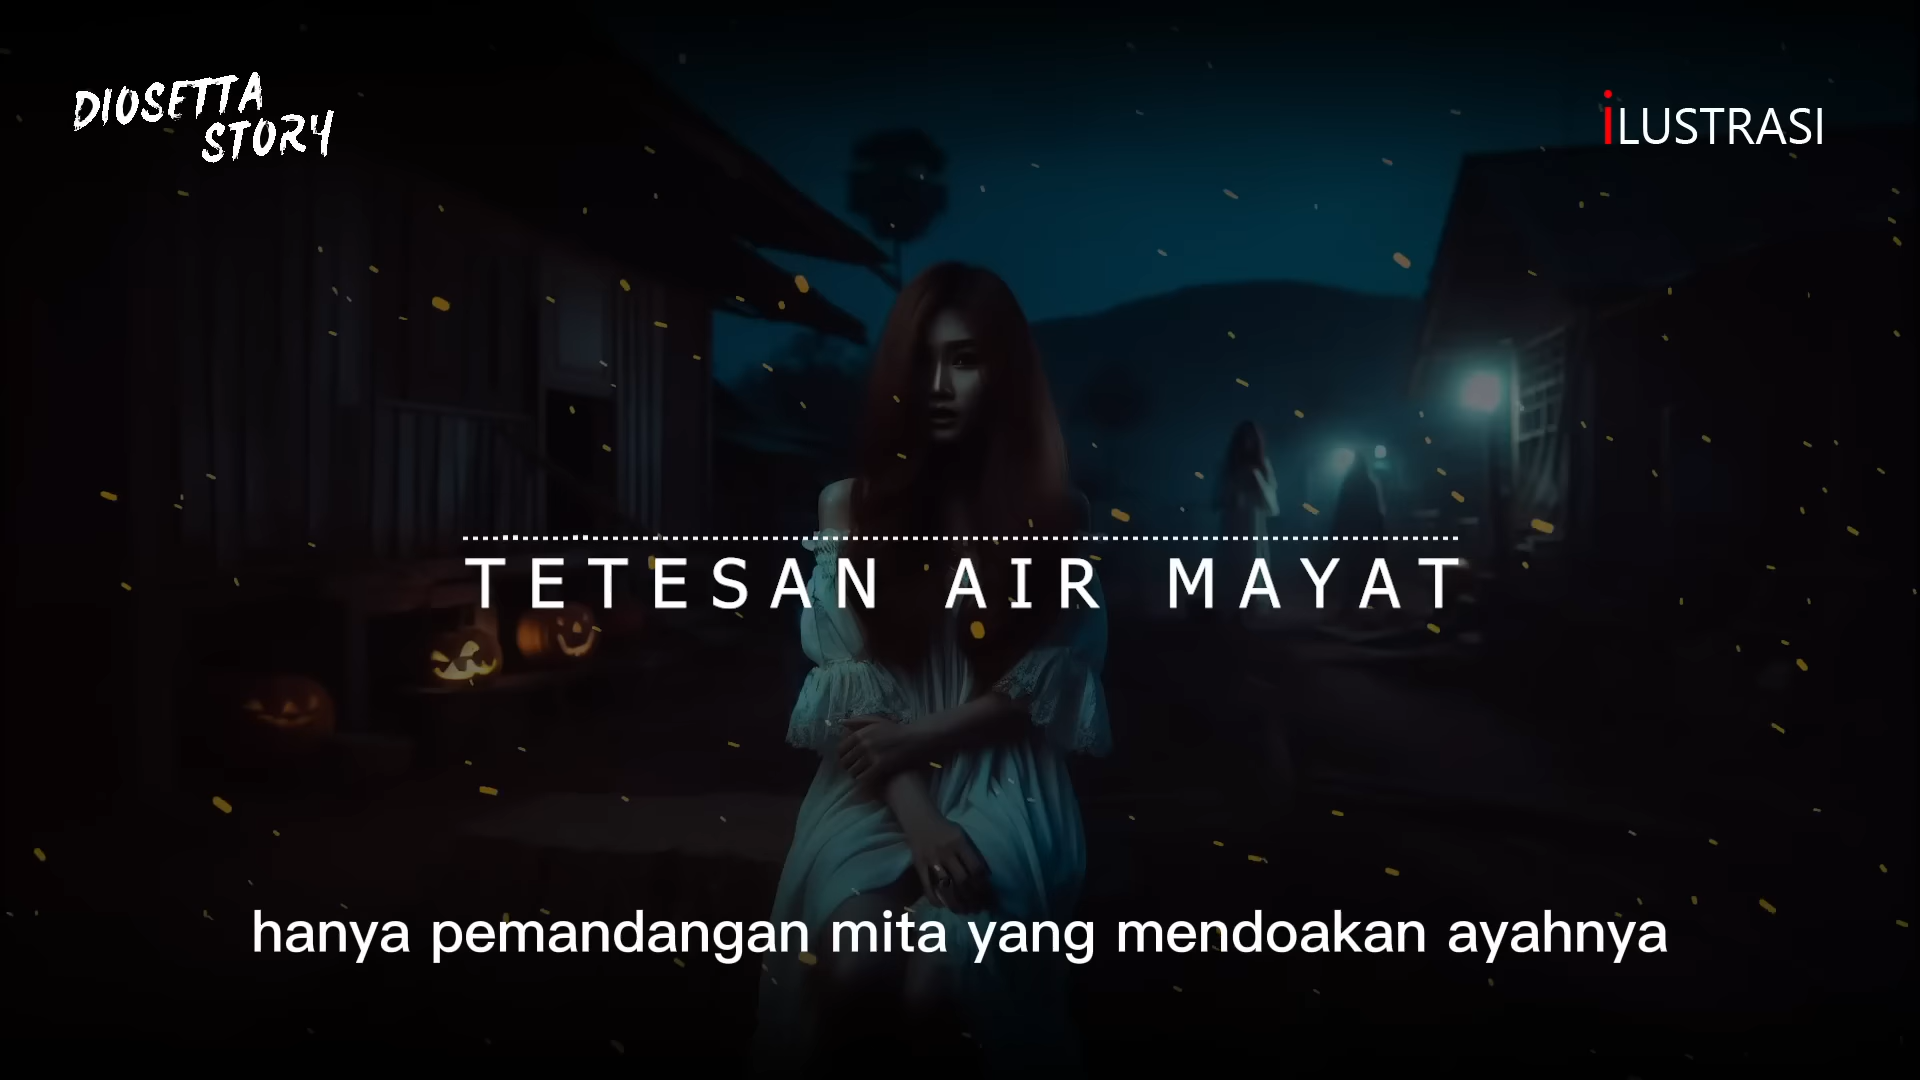 DIOSETTA
STORY
iLUSTRASI
TETESAN AIR MAYAT
hanya pemandangan mita yang mendoakan ayahnya